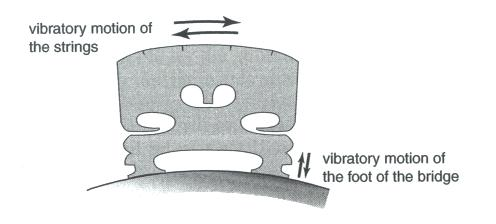 vibratory motion of
the strings
vibratory motion of
the foot of the bridge